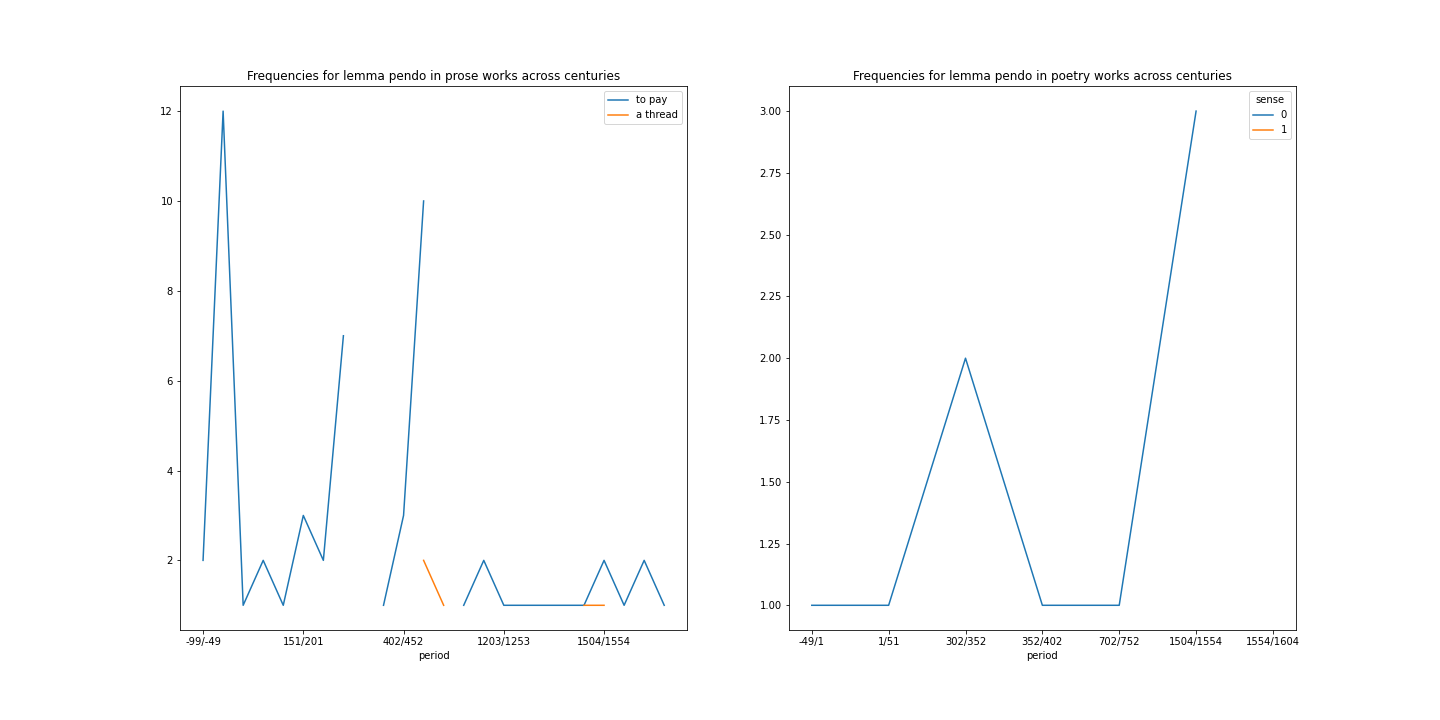 Frequencies for lemma pendo in prose works across centuries
to pay
a thread
12
10
8
6
4
2
-99/-49 151/201 402/452 1203/1253 1504/1554
period
Frequencies for lemma pendo in poetry works across centuries
sense
0
1
3.00
2.75
2.50
2.25
2.00
1.75
1.50
1.25
1.00
-49/1 1/51 302/352 352/402 702/752 1504/1554 1554/1604
period